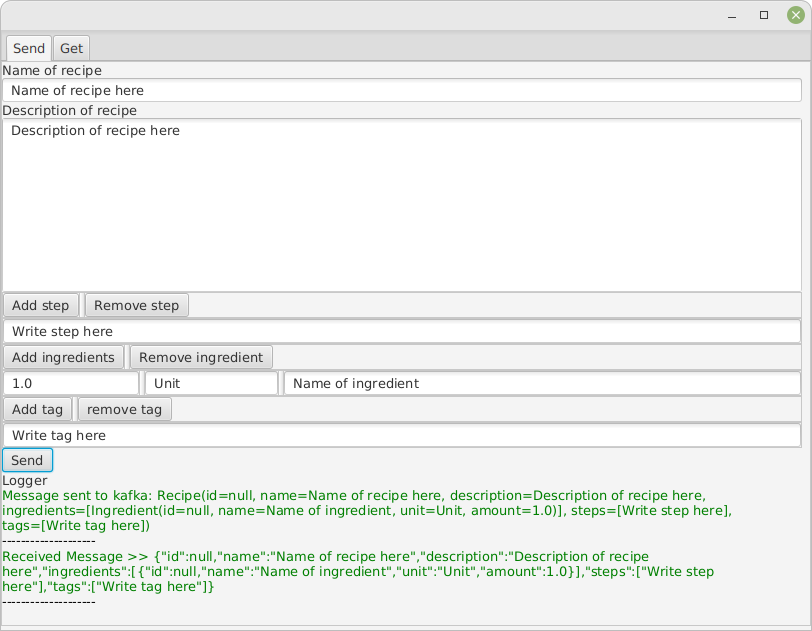 Send Get
Name of recipe
Name of recipe here
Description of recipe
Description of recipe here
Add step Remove step
Write step here
Add ingredients Remove ingredient
1.0 Unit Name of ingredient
Add tag remove tag
Write tag here
Send
Logger
Message sent to kafka: Recipe(id=null, name=Name of recipe here, description=Description of recipe here,
ingredients=[Ingredient(id=null, name=Name of ingredient, unit=Unit, amount=1.0)], steps=[Write step here],
tags=[Write tag here])
--------------------
Received Message >> {"id":null,"name":"Name of recipe here","description":"Description of recipe
here","ingredients":[{"id":null,"name":"Name of ingredient","unit":"Unit","amount":1.0}],"steps":["Write step
here"],"tags":["Write tag here"]}
--------------------